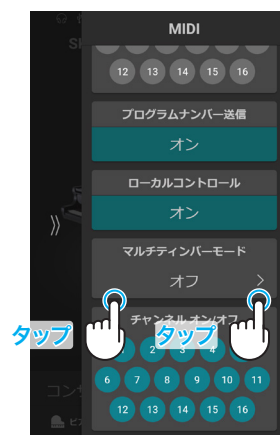 MIDI
12 13 14 15 16
プログラムナンバー送信
オン
ローカルコントロール
オン
マルチティンバーモード
オフ
タップ
タップ
チャンネル オン/オフ
2 3 4
6 7 8 9 10 11
12 13 14 15 16